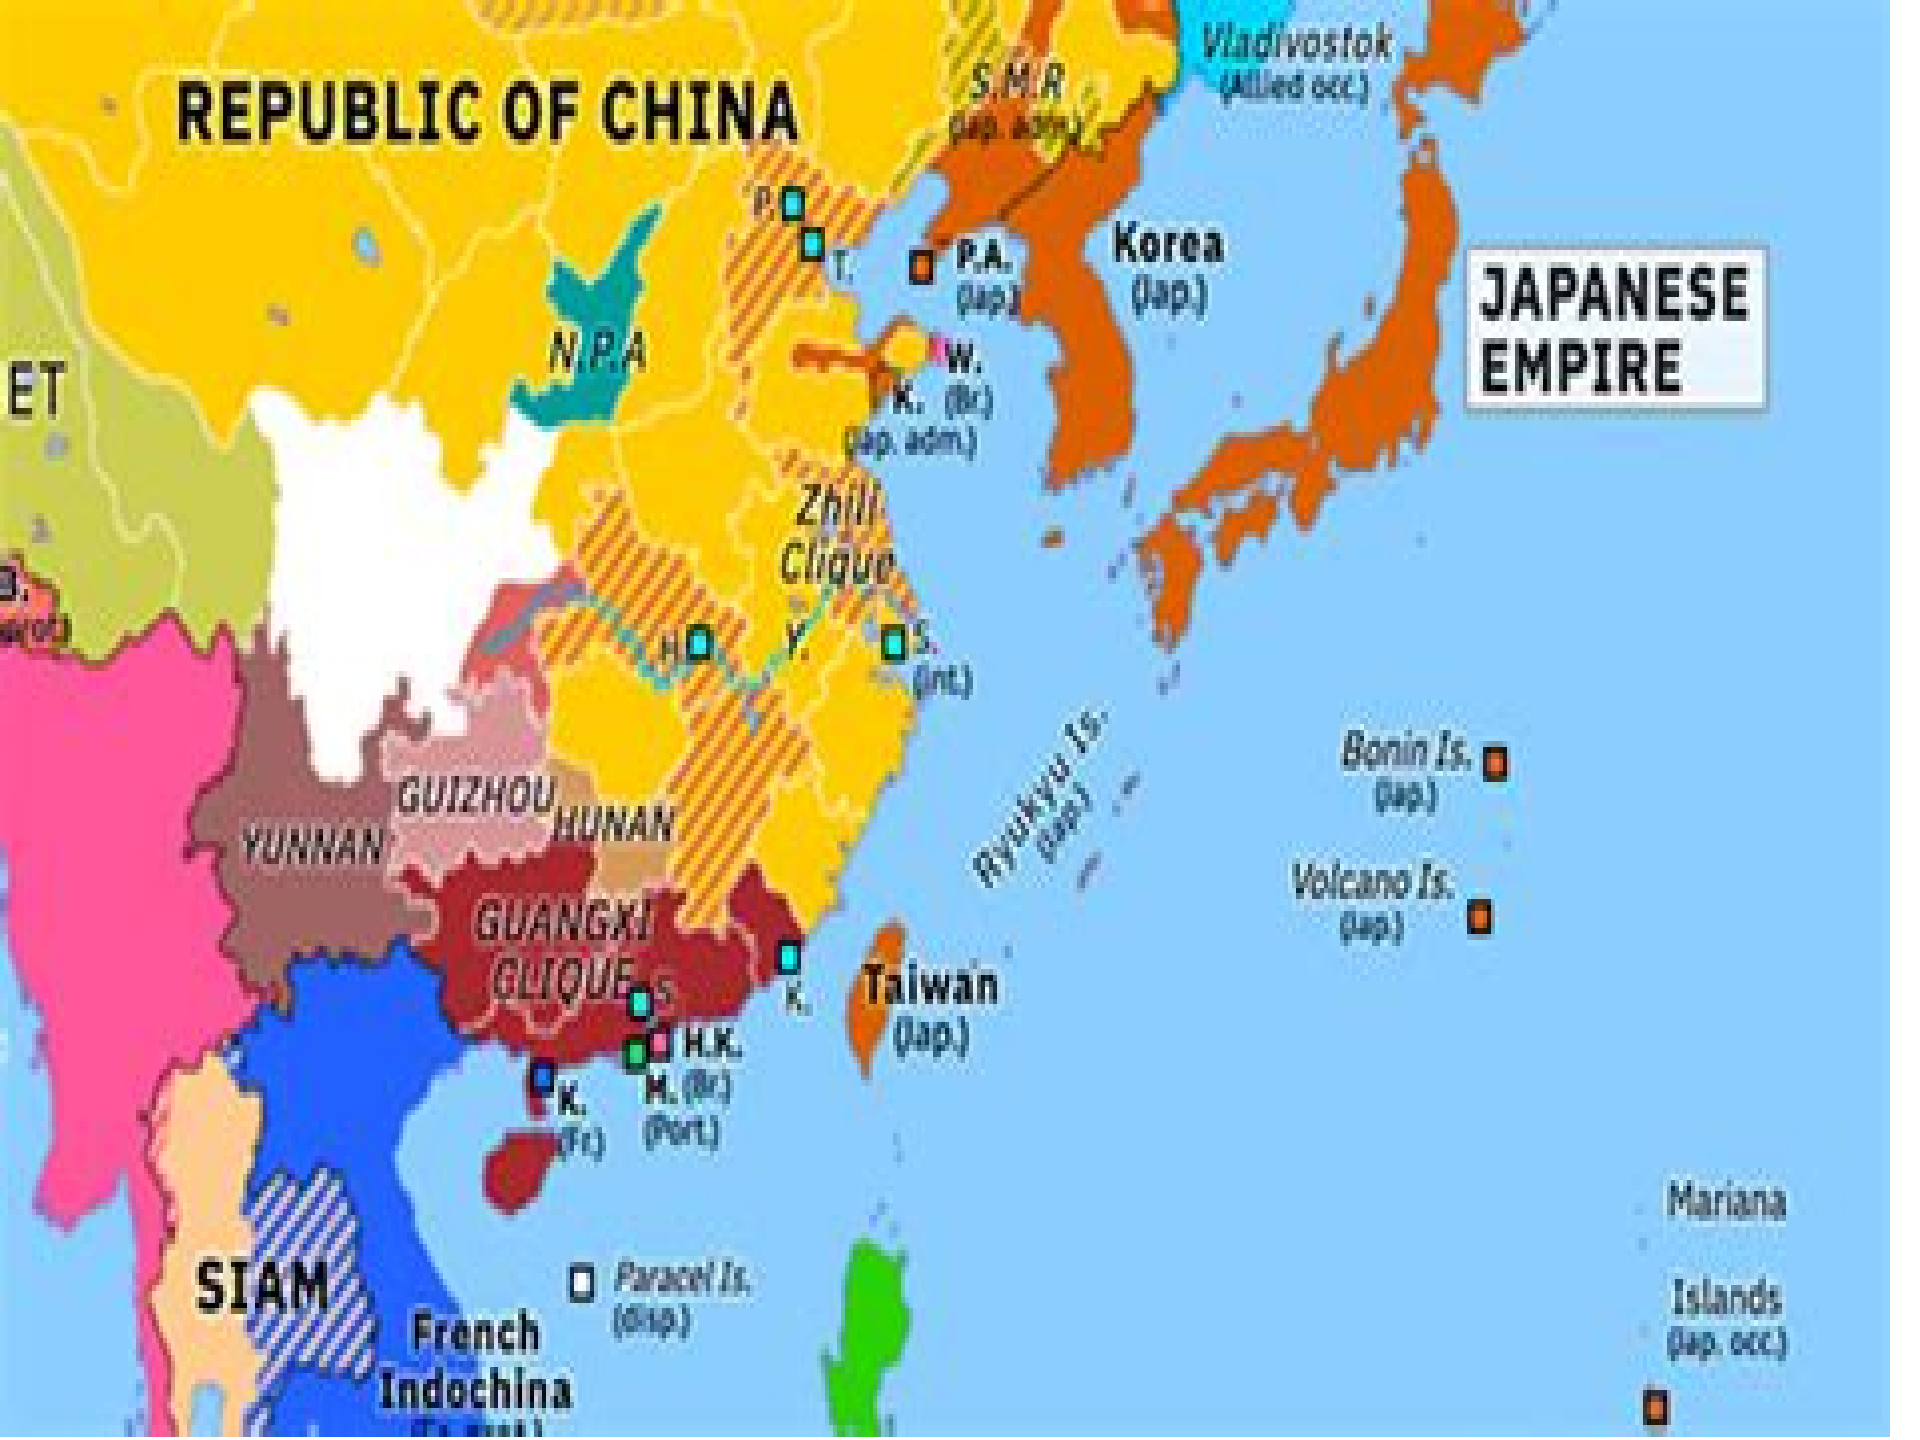 REPUBLIC OF CHINA
Vladivostok
(Allied occ.)
S.M.R
(Jap. adm.)
P.
T.
P.A.
(Jap.)
Korea
(Jap.)
JAPANESE
EMPIRE
ET
N.P.A
W.
(Br.)
K.
(Jap. adm.)
Zhili
Clique
B.
H.
Y.
S.
(int.)
Ryukyu Is.
(Jap.)
Bonin Is.
(Jap.)
Volcano Is.
(Jap.)
YUNNAN
GUIZHOU
HUNAN
GUANGXI
CLIQUE
S.
K.
Taiwan
(Jap.)
H.K.
(Br.)
M.
(Port.)
K.
(Fr.)
SIAM
Paracel Is.
(disp.)
French
Indochina
Mariana
Islands
(Jap. occ.)